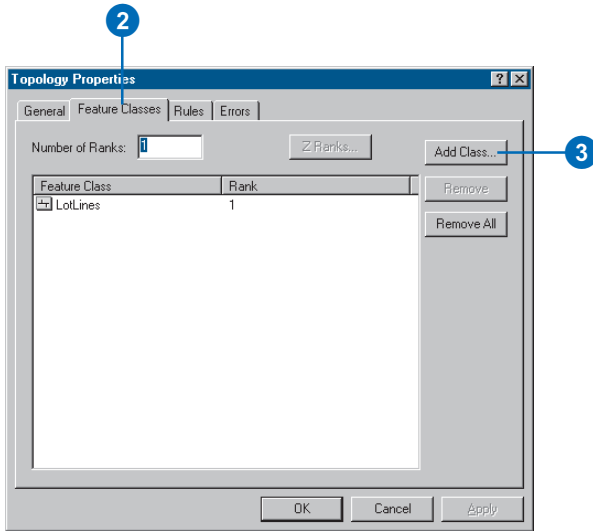 2
Topology Properties
General Feature Classes Rules Errors
Number of Ranks: 1 Z Ranks... Add Class... 3
Feature Class Rank Remove
LotLines 1
Remove All
OK Cancel Apply